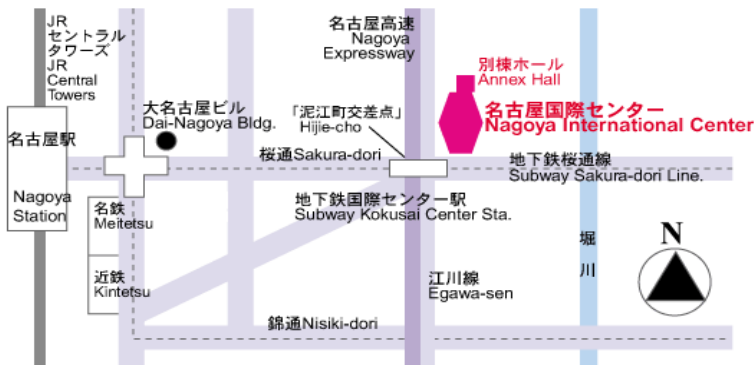 JR
セントラル
タワーズ
JR
Central
Towers
名古屋駅
Nagoya
Station
大名古屋ビル
Dai-Nagoya Bldg.
名鉄
Meitetsu
近鉄
Kintetsu
名古屋高速
Nagoya
Expressway
「泥江町交差点」
Hijie-cho
別棟ホール
Annex Hall
名古屋国際センター
Nagoya International Center
桜通Sakura-dori
地下鉄桜通線
Subway Sakura-dori Line.
地下鉄国際センター駅
Subway Kokusai Center Sta.
江川線
Egawa-sen
堀川
錦通Nisiki-dori
N